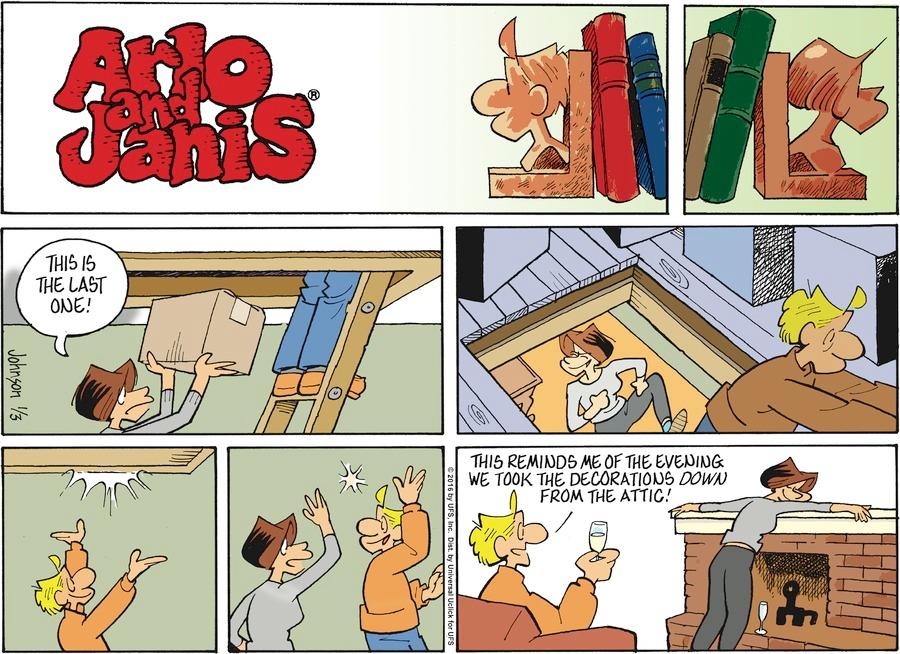 Arlo
and
Janis®
THIS IS
THE LAST
ONE!
Johnson 1/3
THIS REMINDS ME OF THE EVENING
WE TOOK THE DECORATIONS DOWN
FROM THE ATTIC!
© 2016 by UFS, Inc. Dist. by Universal Uclick for UFS